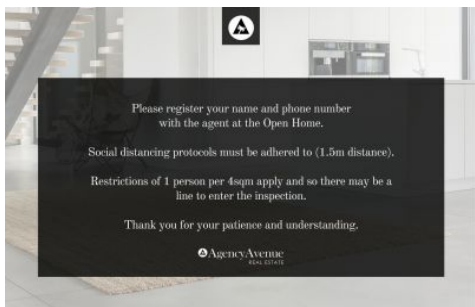 Please register your name and phone number
with the agent at the Open Home.
Social distancing protocols must be adhered to (1.5m distance).
Restrictions of 1 person per 4sqm apply and so there may be a
line to enter the inspection.
Thank you for your patience and understanding.
AgencyAvenue
REAL ESTATE